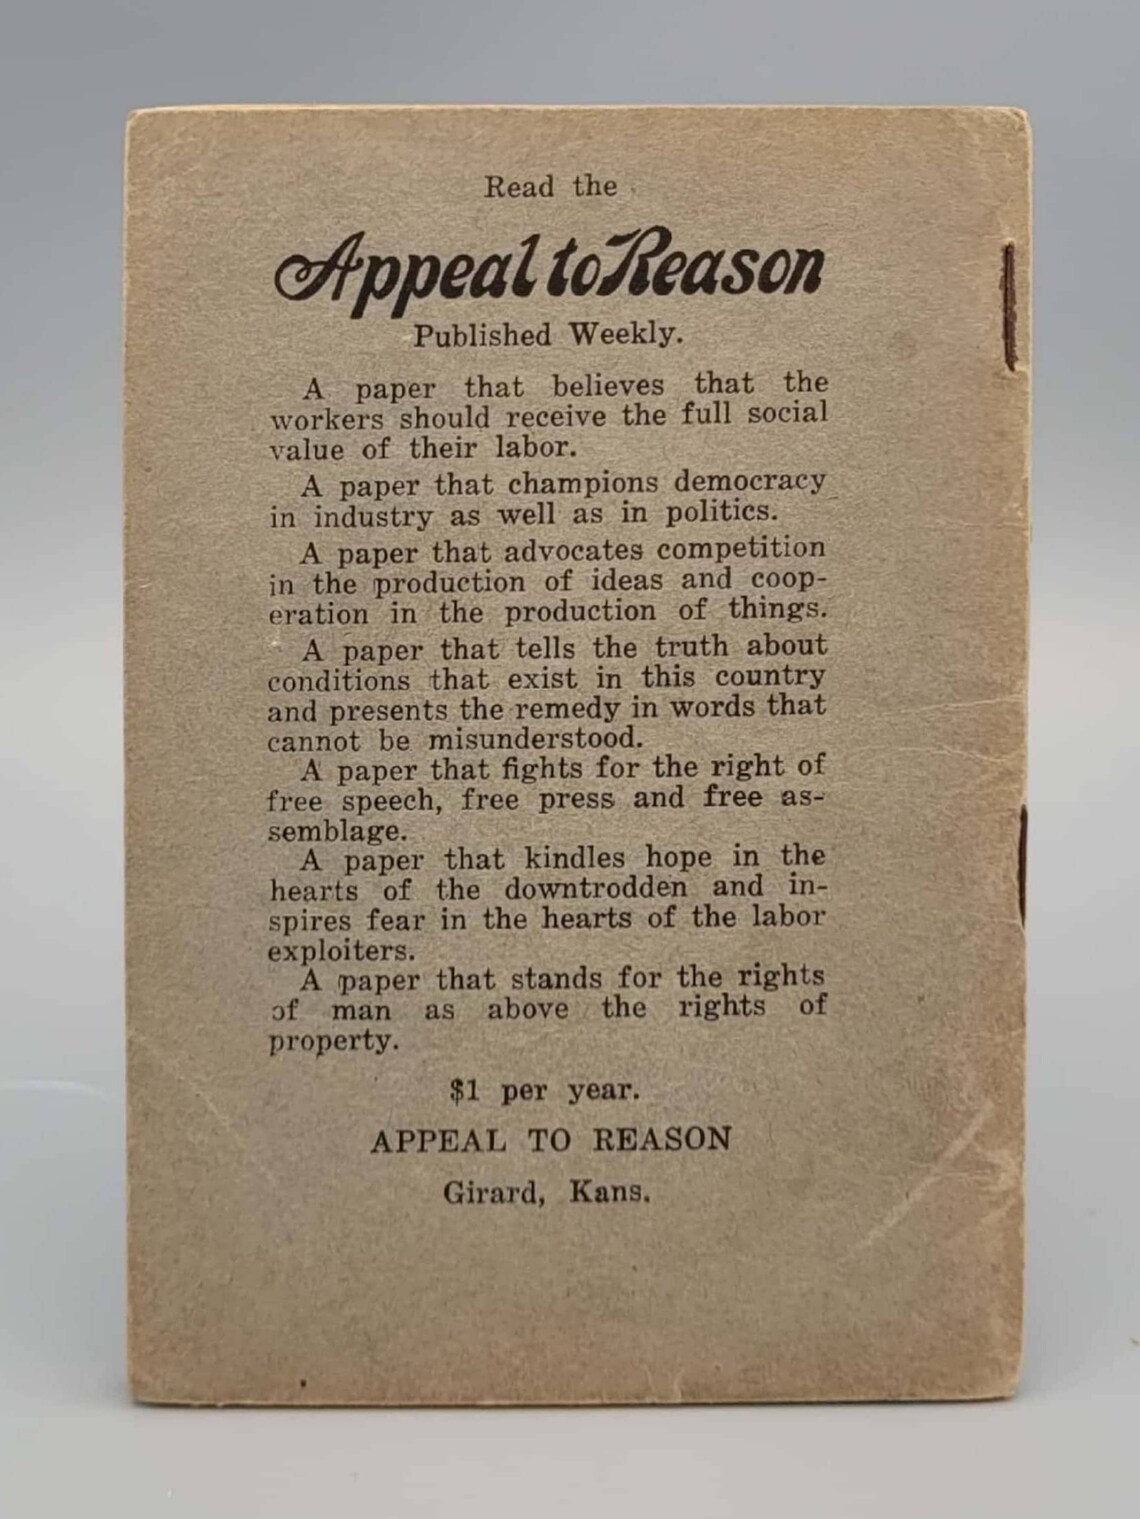 Read the
Appeal to Reason
Published Weekly.
A paper that believes that the
workers should receive the full social
value of their labor.
A paper that champions democracy
in industry as well as in politics.
A paper that advocates competition
in the production of ideas and coop-
eration in the production of things.
A paper that tells the truth about
conditions that exist in this country
and presents the remedy in words that
cannot be misunderstood.
A paper that fights for the right of
free speech, free press and free as-
semblage.
A paper that kindles hope in the
hearts of the downtrodden and in-
spires fear in the hearts of the labor
exploiters.
A paper that stands for the rights
of man as above the rights of
property.
$1 per year.
APPEAL TO REASON
Girard, Kans.